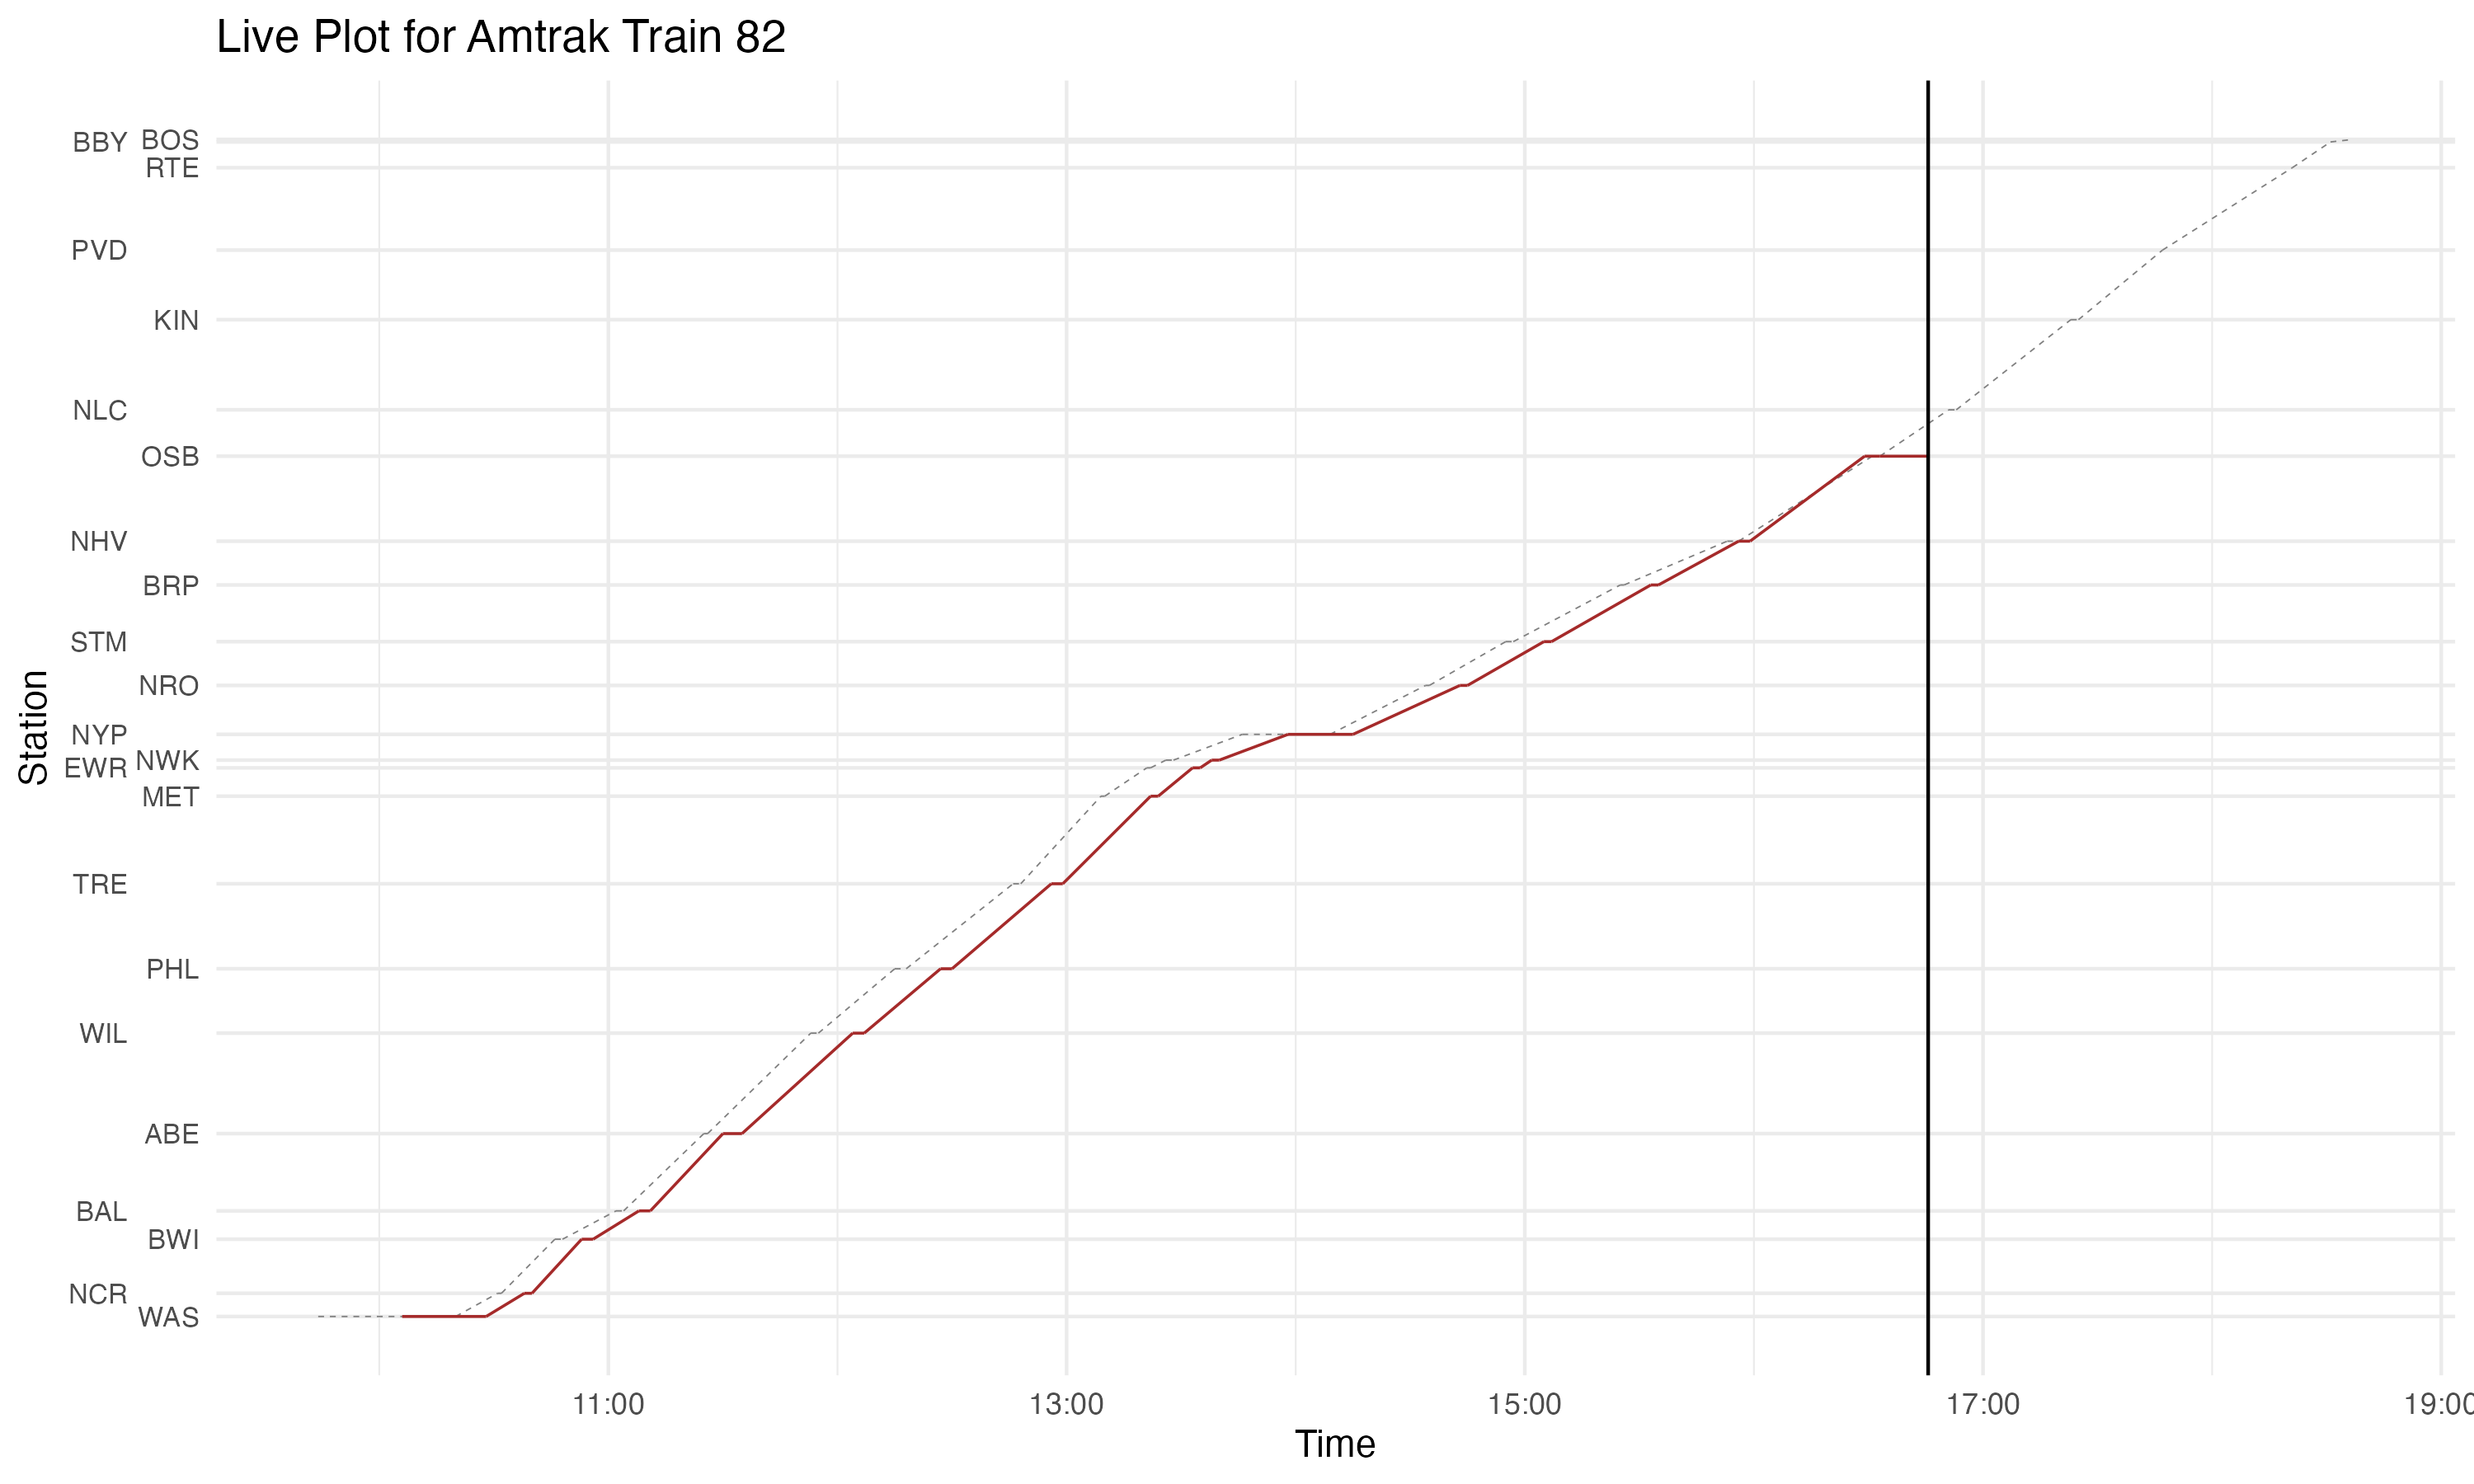 Live Plot for Amtrak Train 82
BBY BOS
RTE
PVD
KIN
NLC
OSB
NHV
BRP
STM
NRO
NYP
NWK
EWR
MET
TRE
PHL
WIL
ABE
BAL
BWI
NCR
WAS
Station
11:00 13:00 15:00 17:00 19:00
Time